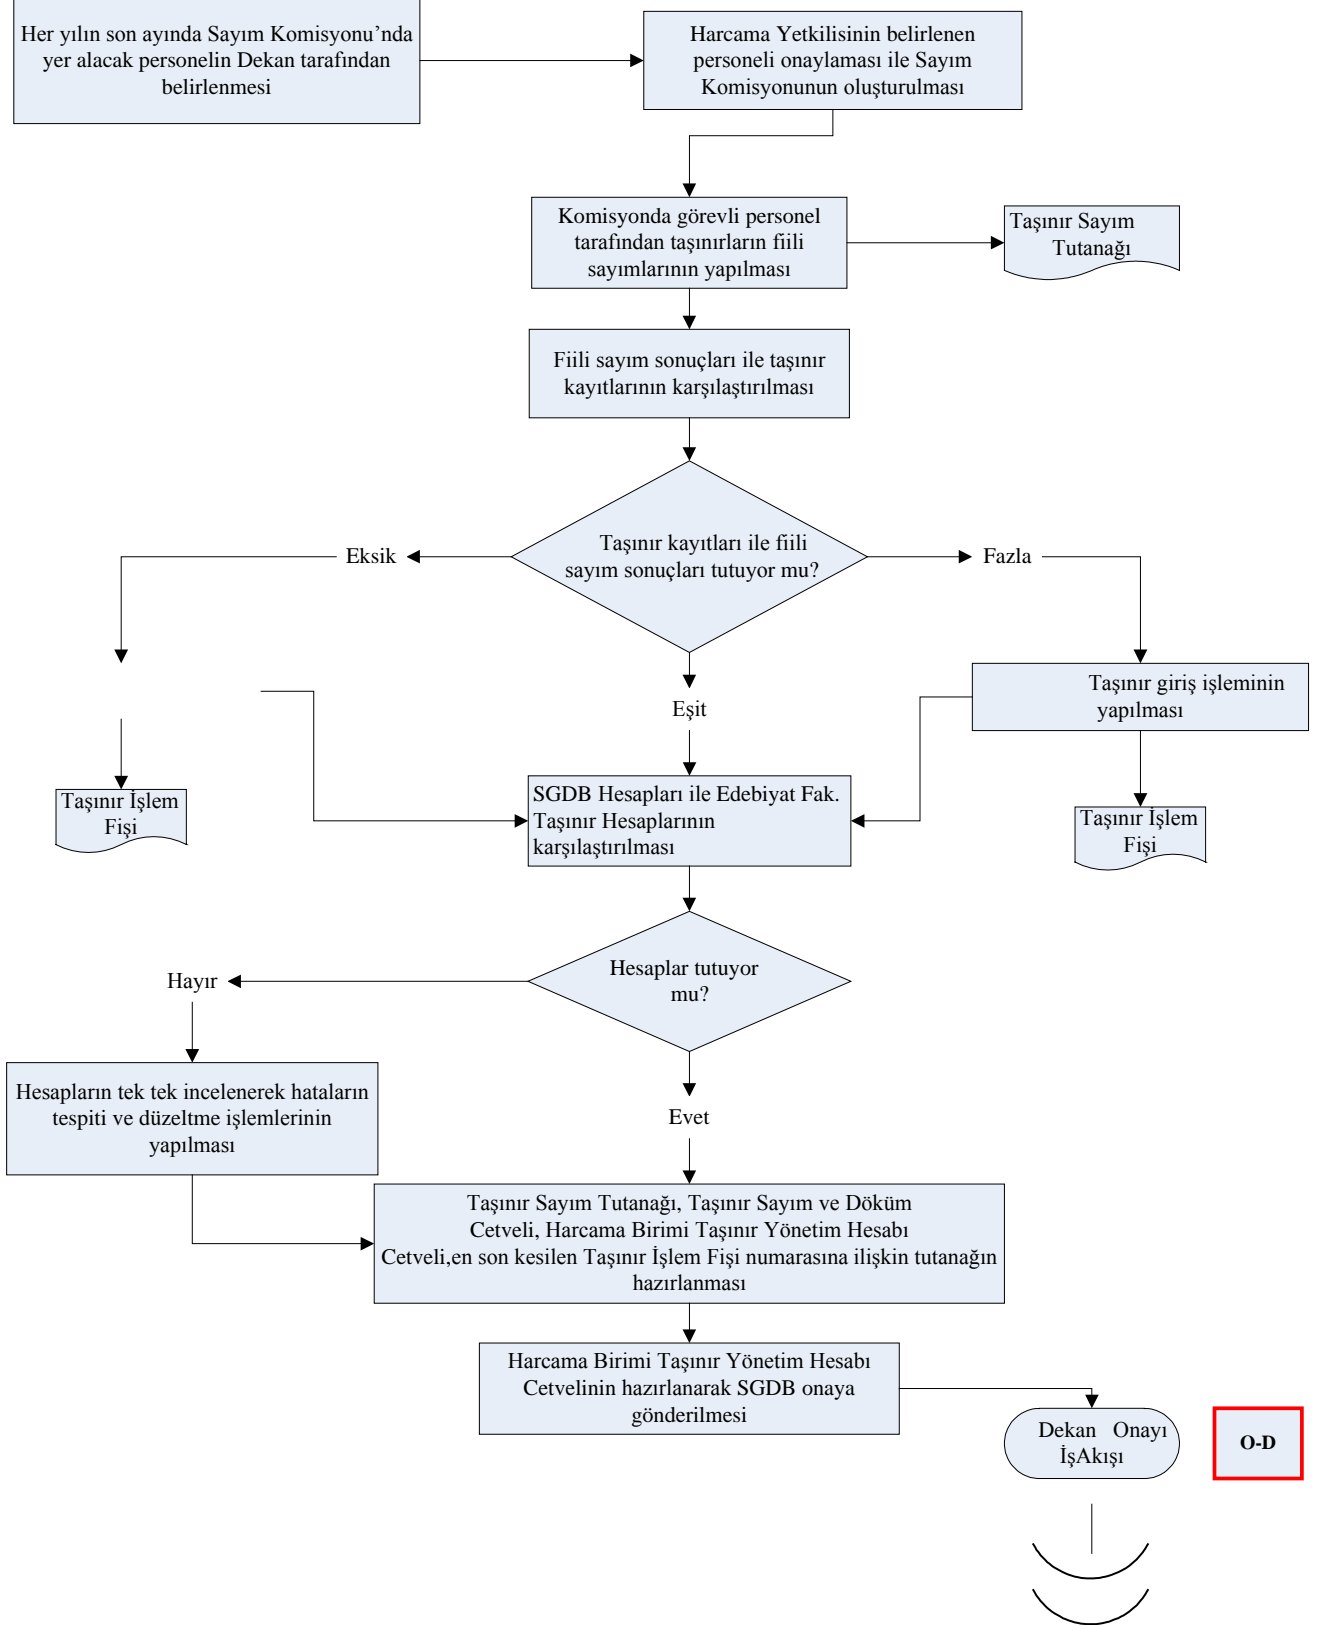 Her yılın son ayında Sayım Komisyonu’nda
yer alacak personelin Dekan tarafından
belirlenmesi
Harcama Yetkilisinin belirlenen
personeli onaylaması ile Sayım
Komisyonunun oluşturulması
Komisyonda görevli personel
tarafından taşınırların fiili
sayımlarının yapılması
Taşınır Sayım
Tutanağı
Fiili sayım sonuçları ile taşınır
kayıtlarının karşılaştırılması
Taşınır kayıtları ile fiili
sayım sonuçları tutuyor mu?
Eksik
Fazla
Eşit
Taşınır giriş işleminin
yapılması
Taşınır İşlem
Fişi
SGDB Hesapları ile Edebiyat Fak.
Taşınır Hesaplarının
karşılaştırılması
Taşınır İşlem
Fişi
Hesaplar tutuyor
mu?
Hayır
Hesapların tek tek incelenerek hataların
tespiti ve düzeltme işlemlerinin
yapılması
Evet
Taşınır Sayım Tutanağı, Taşınır Sayım ve Döküm
Cetveli, Harcama Birimi Taşınır Yönetim Hesabı
Cetveli,en son kesilen Taşınır İşlem Fişi numarasına ilişkin tutanağın
hazırlanması
Harcama Birimi Taşınır Yönetim Hesabı
Cetvelinin hazırlanarak SGDB onaya
gönderilmesi
Dekan Onayı
İşAkışı
O-D